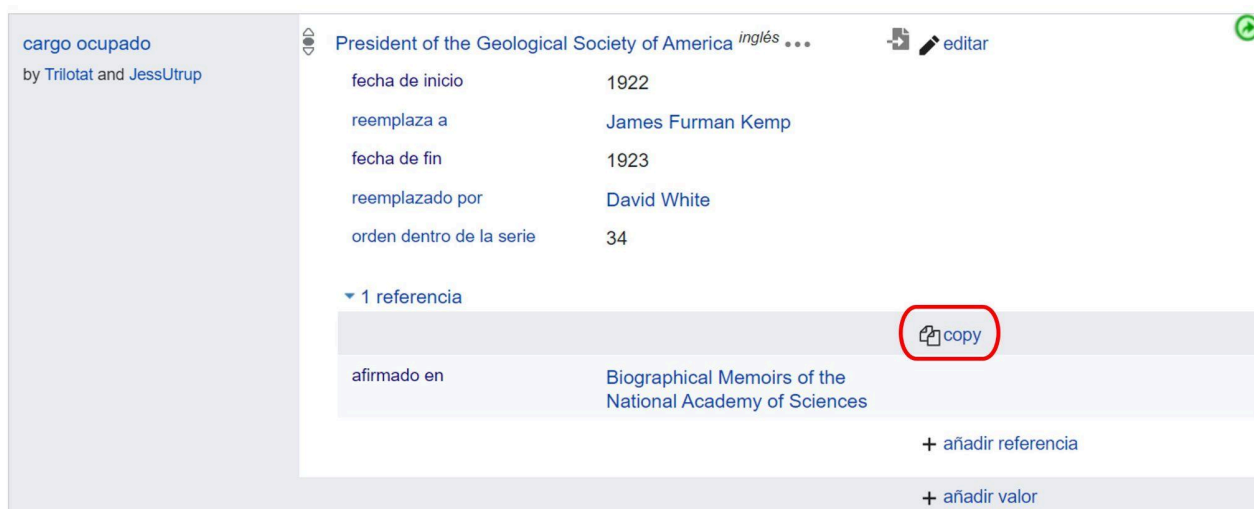 cargo ocupado
by Trilotat and JessUtrup
President of the Geological Society of America inglés •••
editar
fecha de inicio 1922
reemplaza a James Furman Kemp
fecha de fin 1923
reemplazado por David White
orden dentro de la serie 34
1 referencia
copy
afirmado en Biographical Memoirs of the
National Academy of Sciences
+ añadir referencia
+ añadir valor